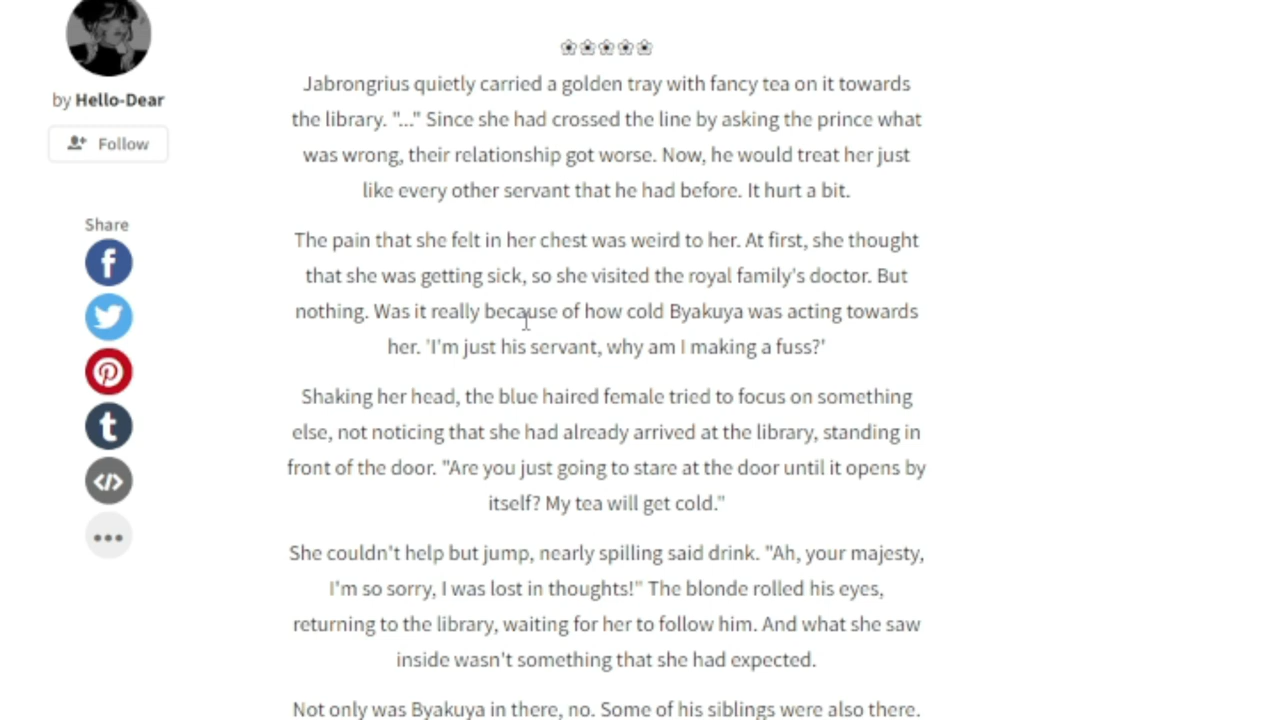 ❀❀❀❀❀
by Hello-Dear
Follow
Share
Jabrongrius quietly carried a golden tray with fancy tea on it towards
the library. "..." Since she had crossed the line by asking the prince what
was wrong, their relationship got worse. Now, he would treat her just
like every other servant that he had before. It hurt a bit.
The pain that she felt in her chest was weird to her. At first, she thought
that she was getting sick, so she visited the royal family's doctor. But
nothing. Was it really because of how cold Byakuya was acting towards
her. 'I'm just his servant, why am I making a fuss?'
Shaking her head, the blue haired female tried to focus on something
else, not noticing that she had already arrived at the library, standing in
front of the door. "Are you just going to stare at the door until it opens by
itself? My tea will get cold."
She couldn't help but jump, nearly spilling said drink. "Ah, your majesty,
I'm so sorry, I was lost in thoughts!" The blonde rolled his eyes,
returning to the library, waiting for her to follow him. And what she saw
inside wasn't something that she had expected.
Not only was Byakuya in there, no. Some of his siblings were also there.